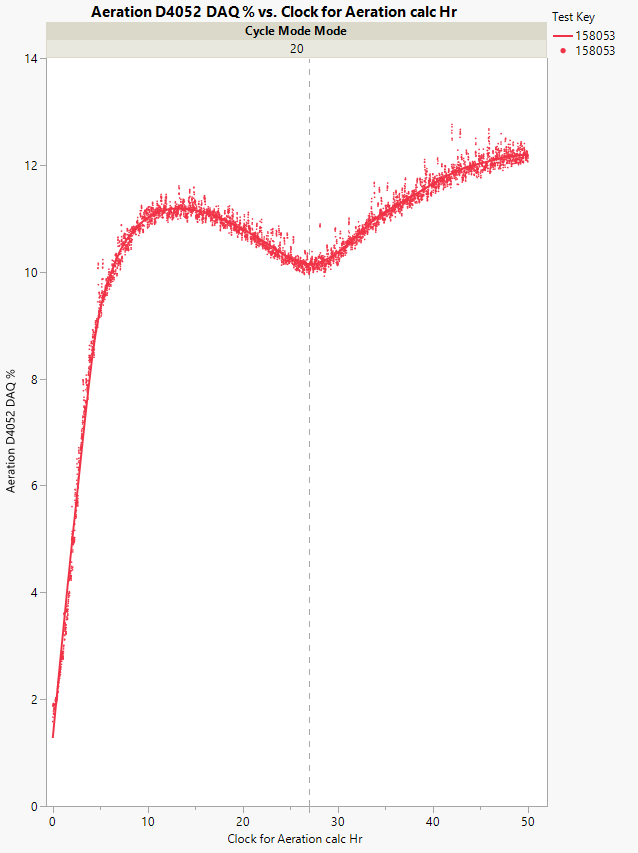 Aeration D4052 DAQ % vs. Clock for Aeration calc Hr
Cycle Mode Mode
20
Test Key
158053
158053
14
12
10
8
6
4
2
0
Aeration D4052 DAQ %
0 10 20 30 40 50
Clock for Aeration calc Hr